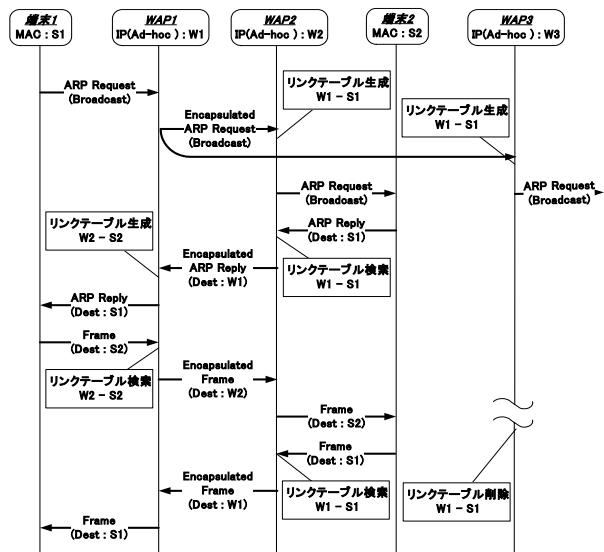 端末1
MAC : S1
WAP1
IP(Ad-hoc ) : W1
WAP2
IP(Ad-hoc ) : W2
端末2
MAC : S2
WAP3
IP(Ad-hoc ) : W3
ARP Request
(Broadcast)
リンクテーブル生成
W1 - S1
Encapsulated
ARP Request
(Broadcast)
リンクテーブル生成
W1 - S1
ARP Request
(Broadcast)
ARP Request
(Broadcast)
リンクテーブル生成
W2 - S2
ARP Reply
(Dest : S1)
Encapsulated
ARP Reply
(Dest : W1)
リンクテーブル検索
W1 - S1
ARP Reply
(Dest : S1)
Frame
(Dest : S2)
リンクテーブル検索
W2 - S2
Encapsulated
Frame
(Dest : W2)
Frame
(Dest : S2)
Frame
(Dest : S1)
Encapsulated
Frame
(Dest : W1)
リンクテーブル検索
W1 - S1
リンクテーブル削除
W1 - S1
Frame
(Dest : S1)